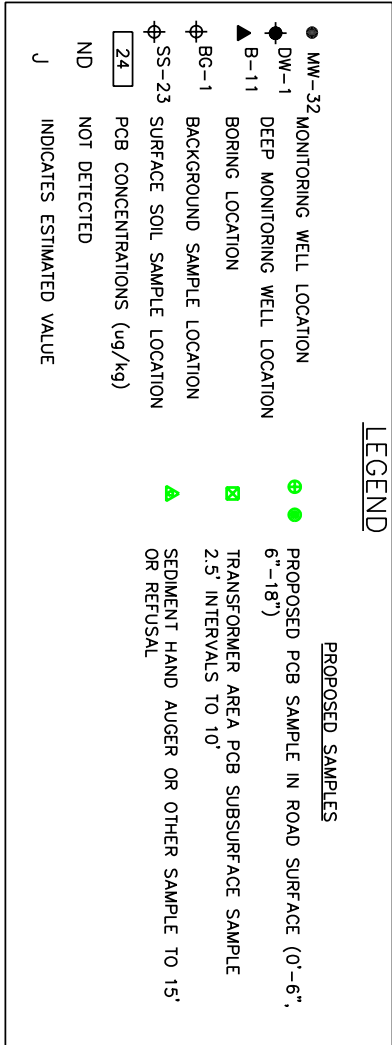 LEGEND
MW-32 MONITORING WELL LOCATION
DW-1 DEEP MONITORING WELL LOCATION
B-11 BORING LOCATION
BG-1 BACKGROUND SAMPLE LOCATION
SS-23 SURFACE SOIL SAMPLE LOCATION
24 PCB CONCENTRATIONS (ug/kg)
ND NOT DETECTED
J INDICATES ESTIMATED VALUE
PROPOSED SAMPLES
PROPOSED PCB SAMPLE IN ROAD SURFACE (0'-6",
6"-18")
TRANSFORMER AREA PCB SUBSURFACE SAMPLE
2.5' INTERVALS TO 10'
SEDIMENT HAND AUGER OR OTHER SAMPLE TO 15'
OR REFUSAL